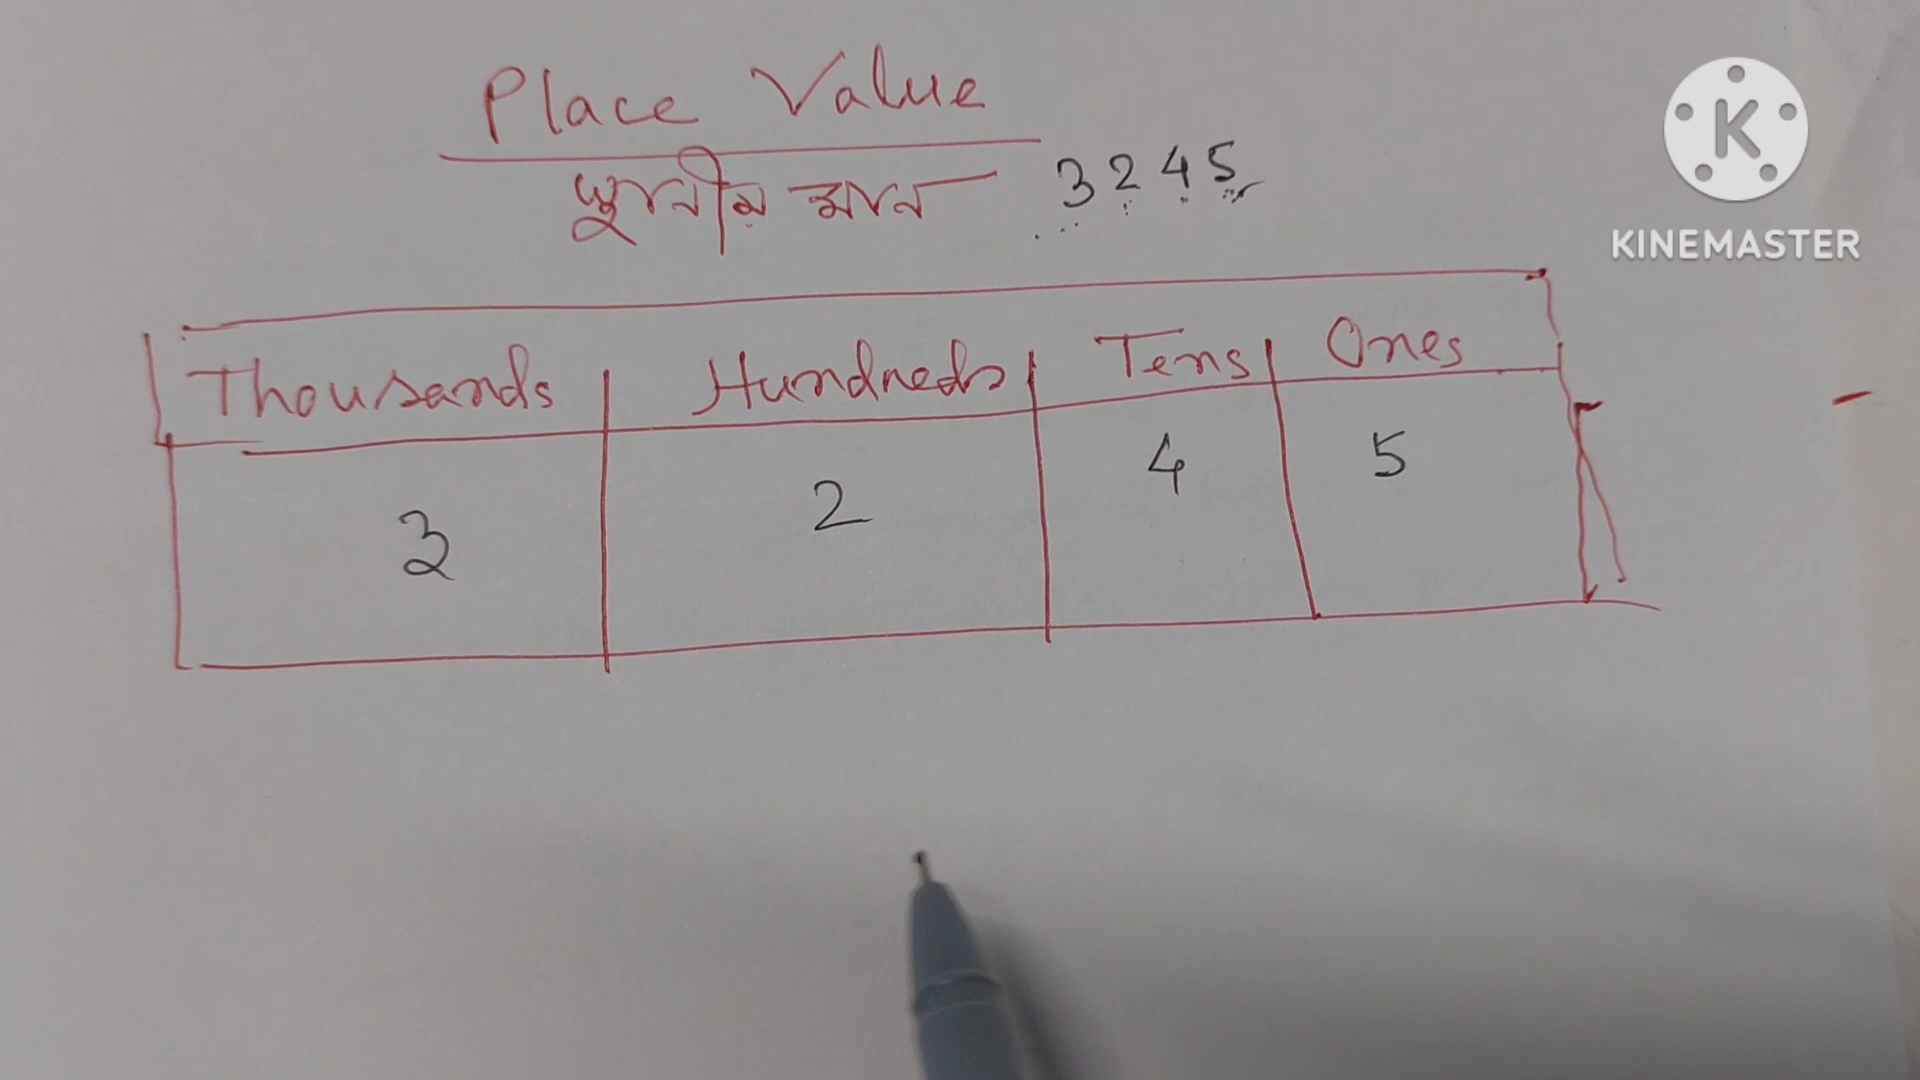 Place Value
স্থানীয় মান 3245
K
KINEMASTER
Thousands Hundreds Tens Ones
3 2 4 5